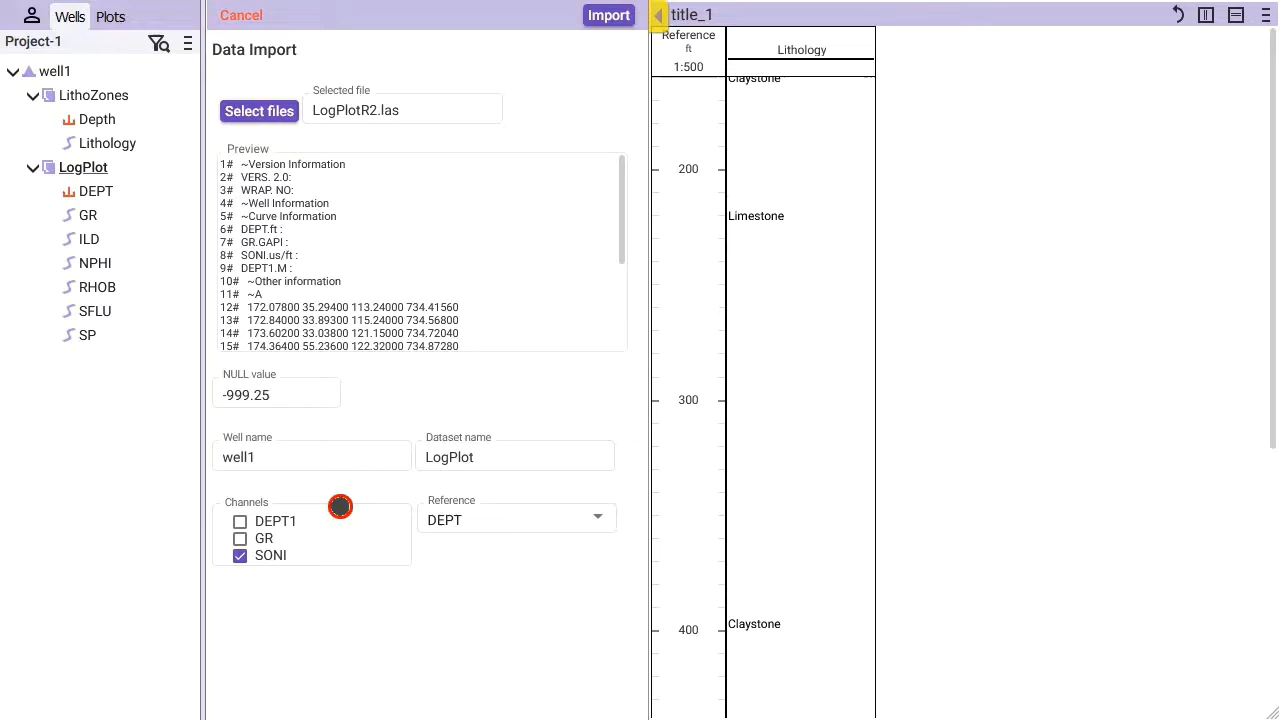 Wells Plots
Project-1
well1
LithoZones
Depth
Lithology
LogPlot
DEPT
GR
ILD
NPHI
RHOB
SFLU
SP
Cancel
Import
Data Import
Select files
Selected file
LogPlotR2.las
Preview
1# ~Version Information
2# VERS. 2.0:
3# WRAP. NO:
4# ~Well Information
5# ~Curve Information
6# DEPT.ft :
7# GR.GAPI :
8# SONI.us/ft :
9# DEPT1.M :
10# ~Other information
11# ~A
12# 172.07800 35.29400 113.24000 734.41560
13# 172.84000 33.89300 115.24000 734.56800
14# 173.60200 33.03800 121.15000 734.72040
15# 174.36400 55.23600 122.32000 734.87280
NULL value
-999.25
Well name
well1
Dataset name
LogPlot
Channels
DEPT1
GR
SONI
Reference
DEPT
title_1
Reference
ft
1:500
Lithology
Claystone
200
Limestone
300
400
Claystone